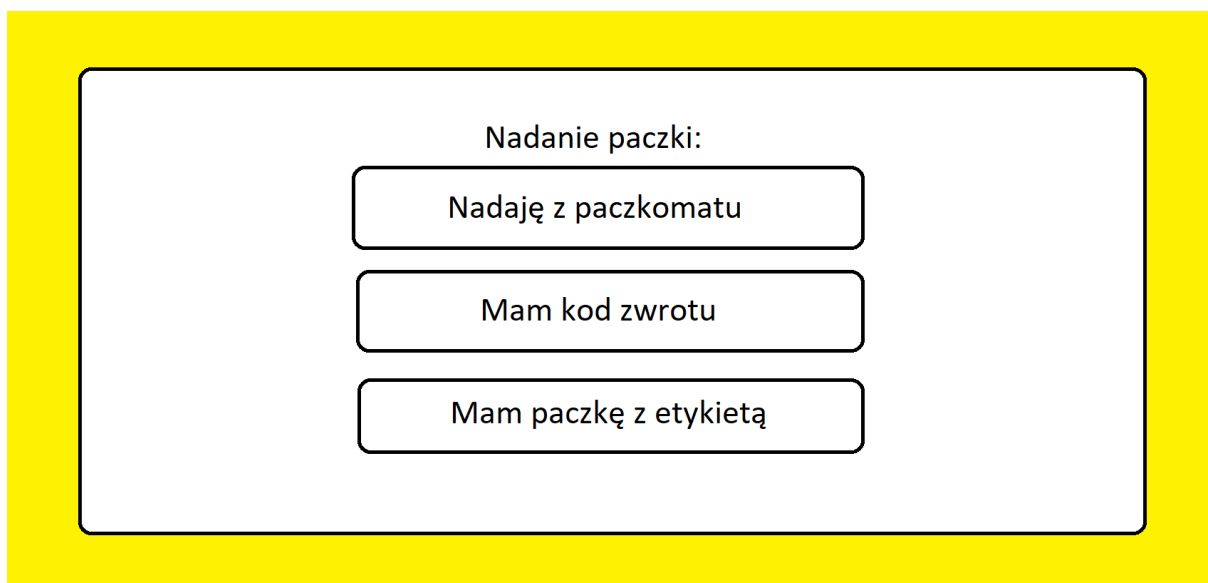 Nadanie paczki:
Nadaję z paczkomatu
Mam kod zwrotu
Mam paczkę z etykietą